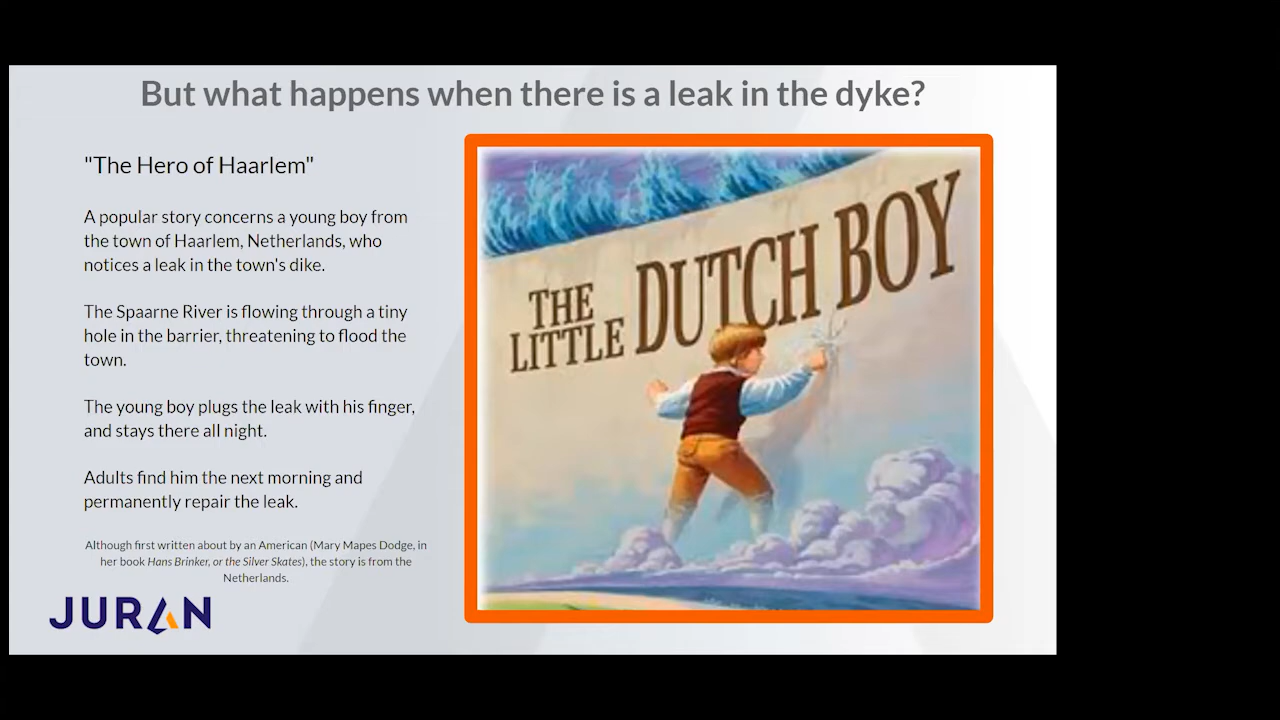 But what happens when there is a leak in the dyke?
"The Hero of Haarlem"
A popular story concerns a young boy from
the town of Haarlem, Netherlands, who
notices a leak in the town's dike.
The Spaarne River is flowing through a tiny
hole in the barrier, threatening to flood the
town.
The young boy plugs the leak with his finger,
and stays there all night.
Adults find him the next morning and
permanently repair the leak.
Although first written about by an American (Mary Mapes Dodge, in
her book Hans Brinker, or the Silver Skates), the story is from the
Netherlands.
JURAN
THE
LITTLE
DUTCH BOY